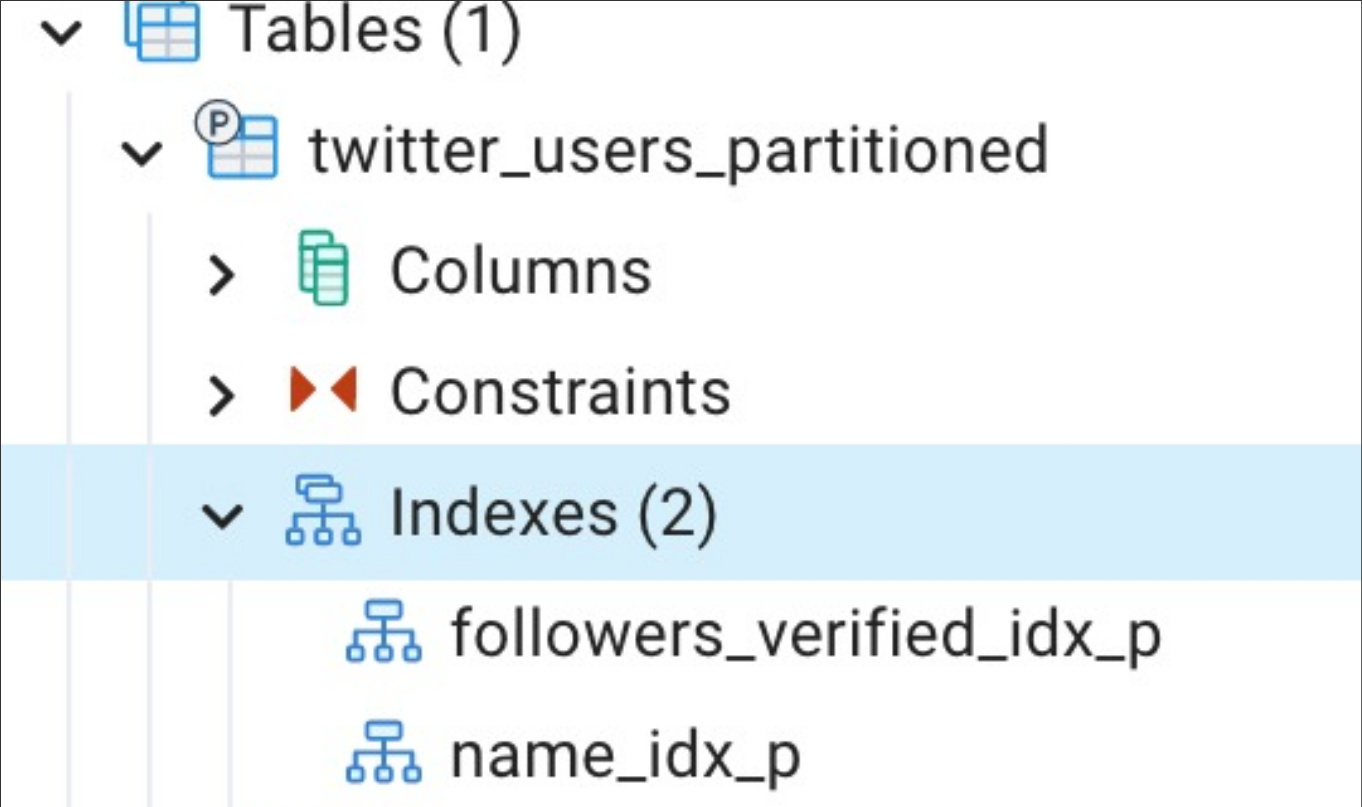 Tables (1)
P twitter_users_partitioned
Columns
Constraints
Indexes (2)
followers_verified_idx_p
name_idx_p